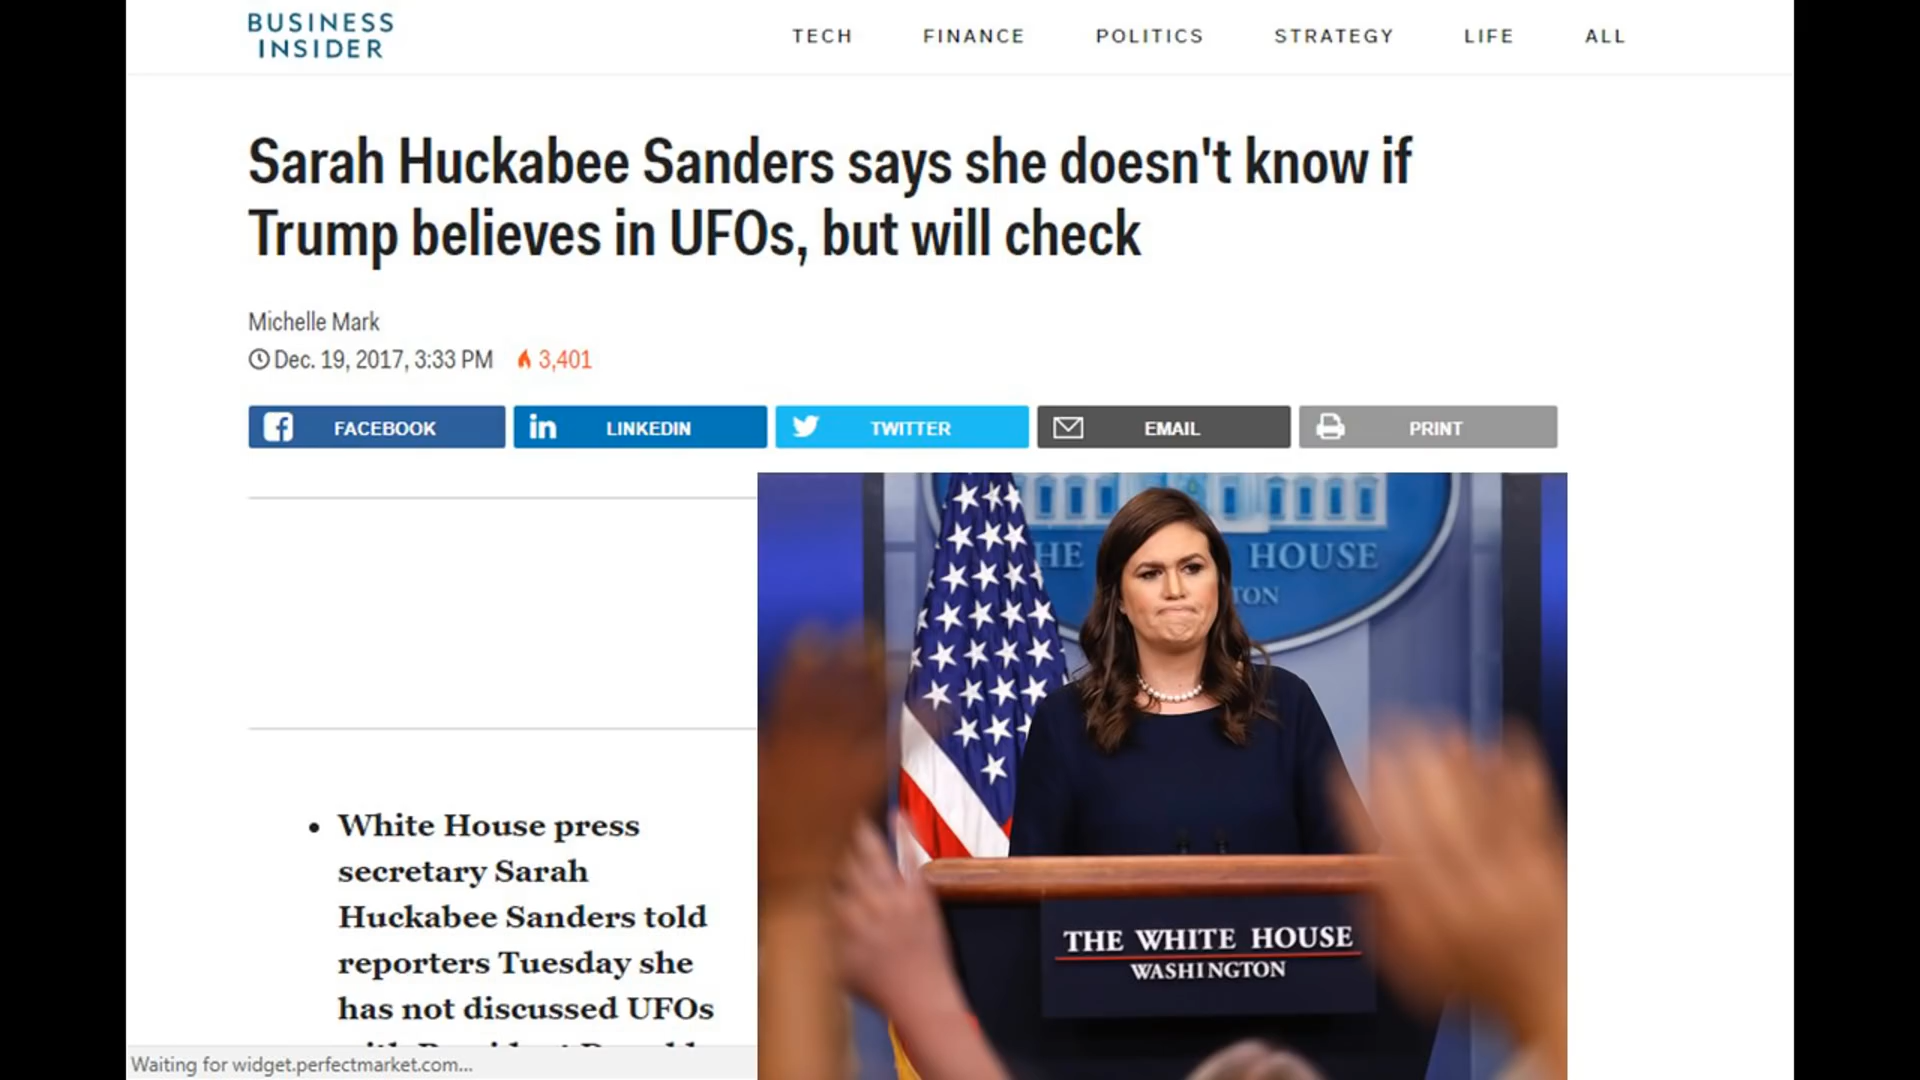 BUSINESS
INSIDER
TECH FINANCE POLITICS STRATEGY LIFE ALL
Sarah Huckabee Sanders says she doesn't know if
Trump believes in UFOs, but will check
Michelle Mark
Dec. 19, 2017, 3:33 PM 3,401
FACEBOOK LINKEDIN TWITTER EMAIL PRINT
HE HOUSE
TON
• White House press
secretary Sarah
Huckabee Sanders told
reporters Tuesday she
has not discussed UFOs
THE WHITE HOUSE
WASHINGTON
Waiting for widget.perfectmarket.com...